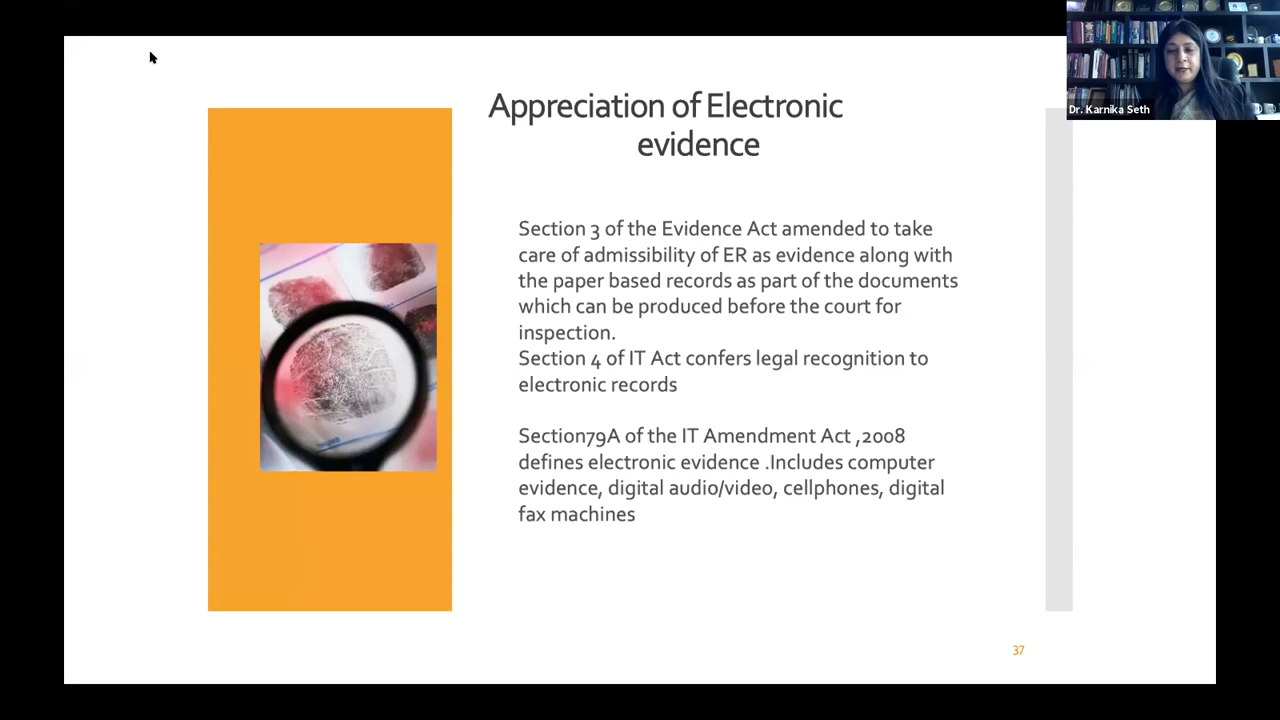 Dr. Karnika Seth
Appreciation of Electronic
evidence
Section 3 of the Evidence Act amended to take
care of admissibility of ER as evidence along with
the paper based records as part of the documents
which can be produced before the court for
inspection.
Section 4 of IT Act confers legal recognition to
electronic records
Section79A of the IT Amendment Act ,2008
defines electronic evidence .Includes computer
evidence, digital audio/video, cellphones, digital
fax machines
37